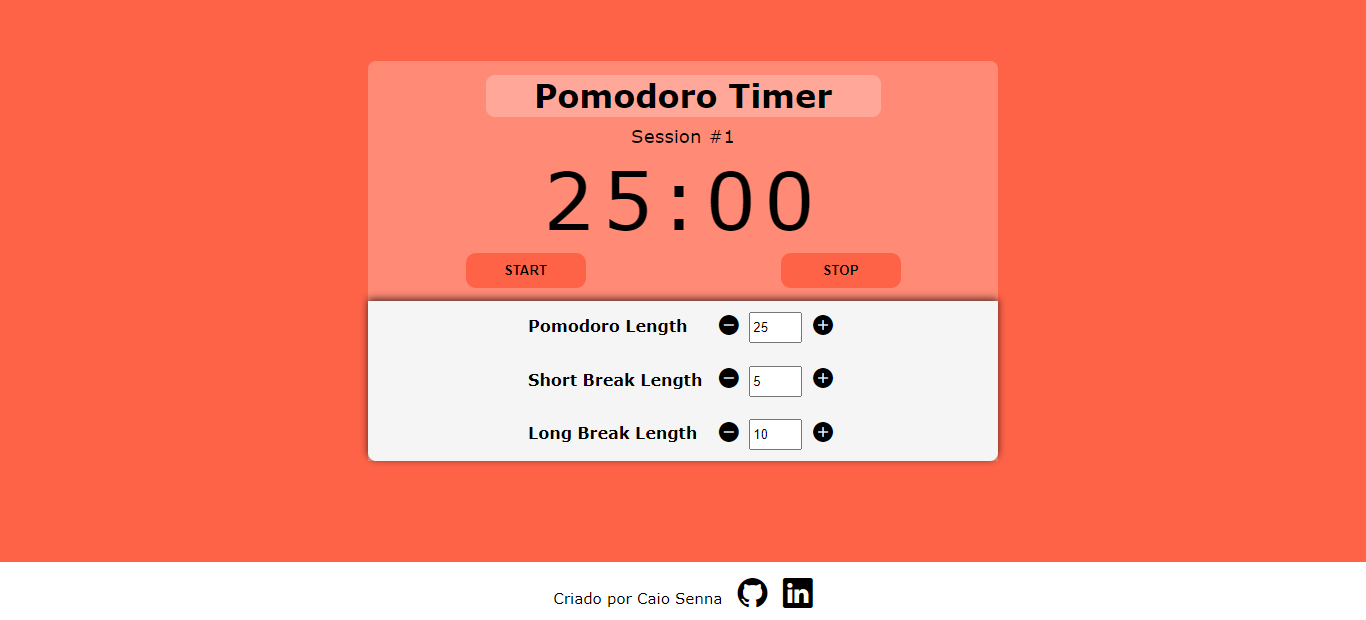 Pomodoro Timer
Session #1
25:00
START STOP
Pomodoro Length 25
Short Break Length 5
Long Break Length 10
Criado por Caio Senna in